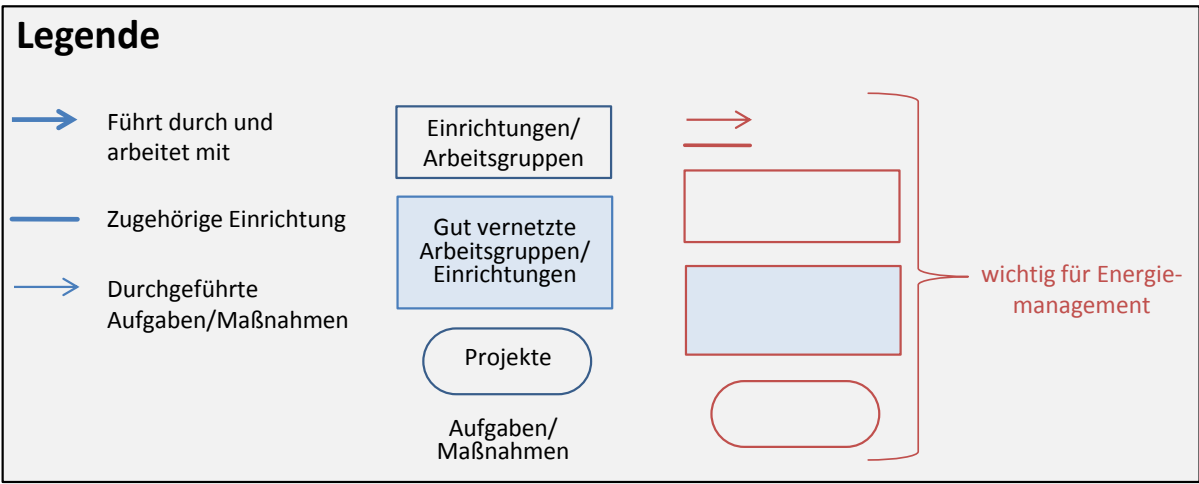 Legende
Führt durch und
arbeitet mit
Zugehörige Einrichtung
Durchgeführte
Aufgaben/Maßnahmen
Einrichtungen/
Arbeitsgruppen
Gut vernetzte
Arbeitsgruppen/
Einrichtungen
Projekte
Aufgaben/
Maßnahmen
wichtig für Energie-
management